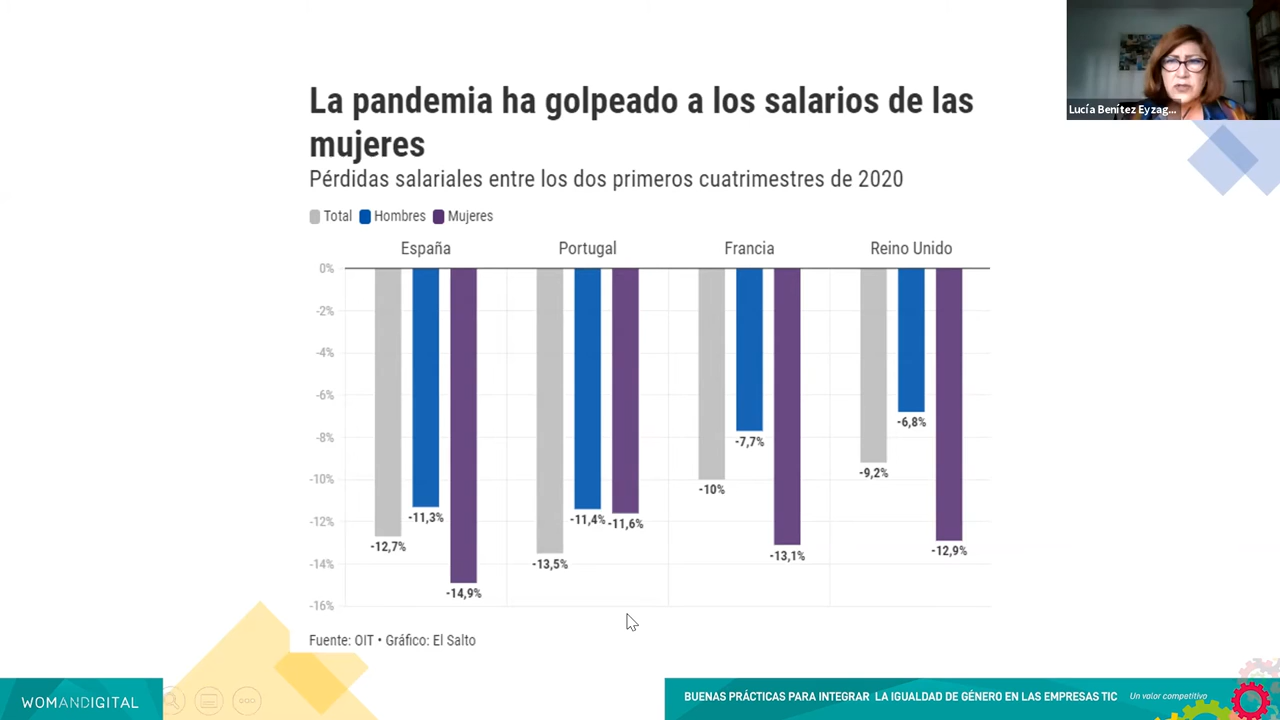 Lucía Benítez Eyzag...
La pandemia ha golpeado a los salarios de las
mujeres
Pérdidas salariales entre los dos primeros cuatrimestres de 2020
Total Hombres Mujeres
España Portugal Francia Reino Unido
0%
-2%
-4%
-6%
-8%
-10%
-12%
-14%
-16%
-12,7% -11,3% -14,9%
-13,5% -11,4% -11,6%
-10% -7,7% -13,1%
-9,2% -6,8% -12,9%
Fuente: OIT • Gráfico: El Salto
WOMANDIGITAL
BUENAS PRÁCTICAS PARA INTEGRAR LA IGUALDAD DE GÉNERO EN LAS EMPRESAS TIC Un valor competitivo